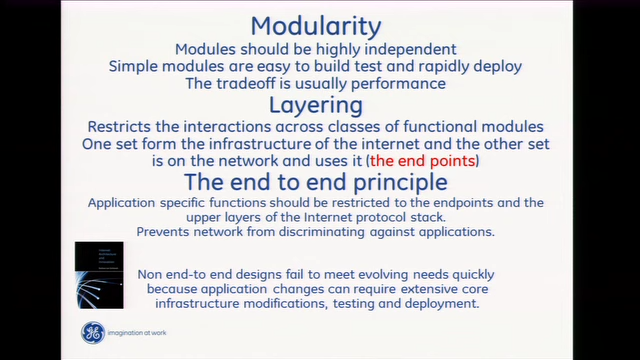 Modularity
Modules should be highly independent
Simple modules are easy to build test and rapidly deploy
The tradeoff is usually performance
Layering
Restricts the interactions across classes of functional modules
One set form the infrastructure of the internet and the other set
is on the network and uses it (the end points)
The end to end principle
Application specific functions should be restricted to the endpoints and the
upper layers of the Internet protocol stack.
Prevents network from discriminating against applications.
Non end-to end designs fail to meet evolving needs quickly
because application changes can require extensive core
infrastructure modifications, testing and deployment.
GE imagination at work